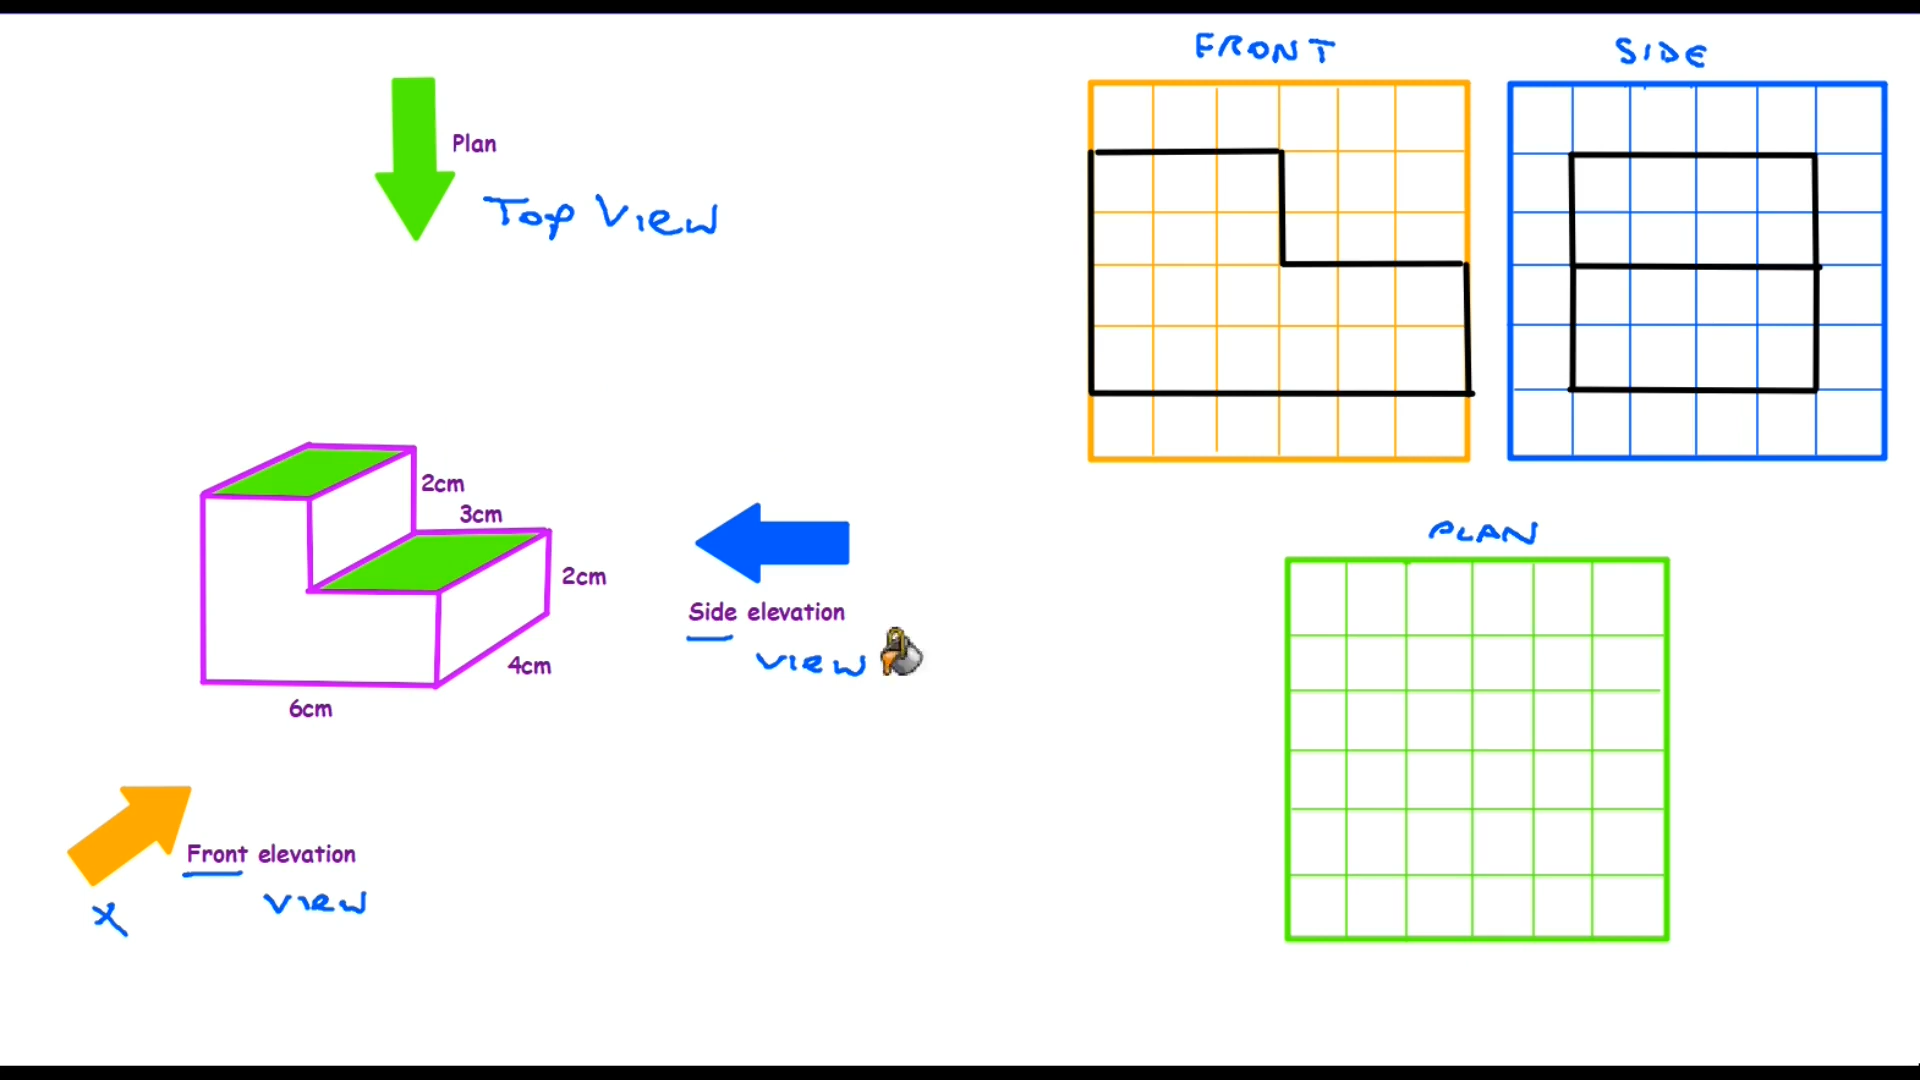 FRONT
SIDE
Plan
Top View
2cm
3cm
2cm
4cm
6cm
Side elevation
View
PLAN
Front elevation
View
X